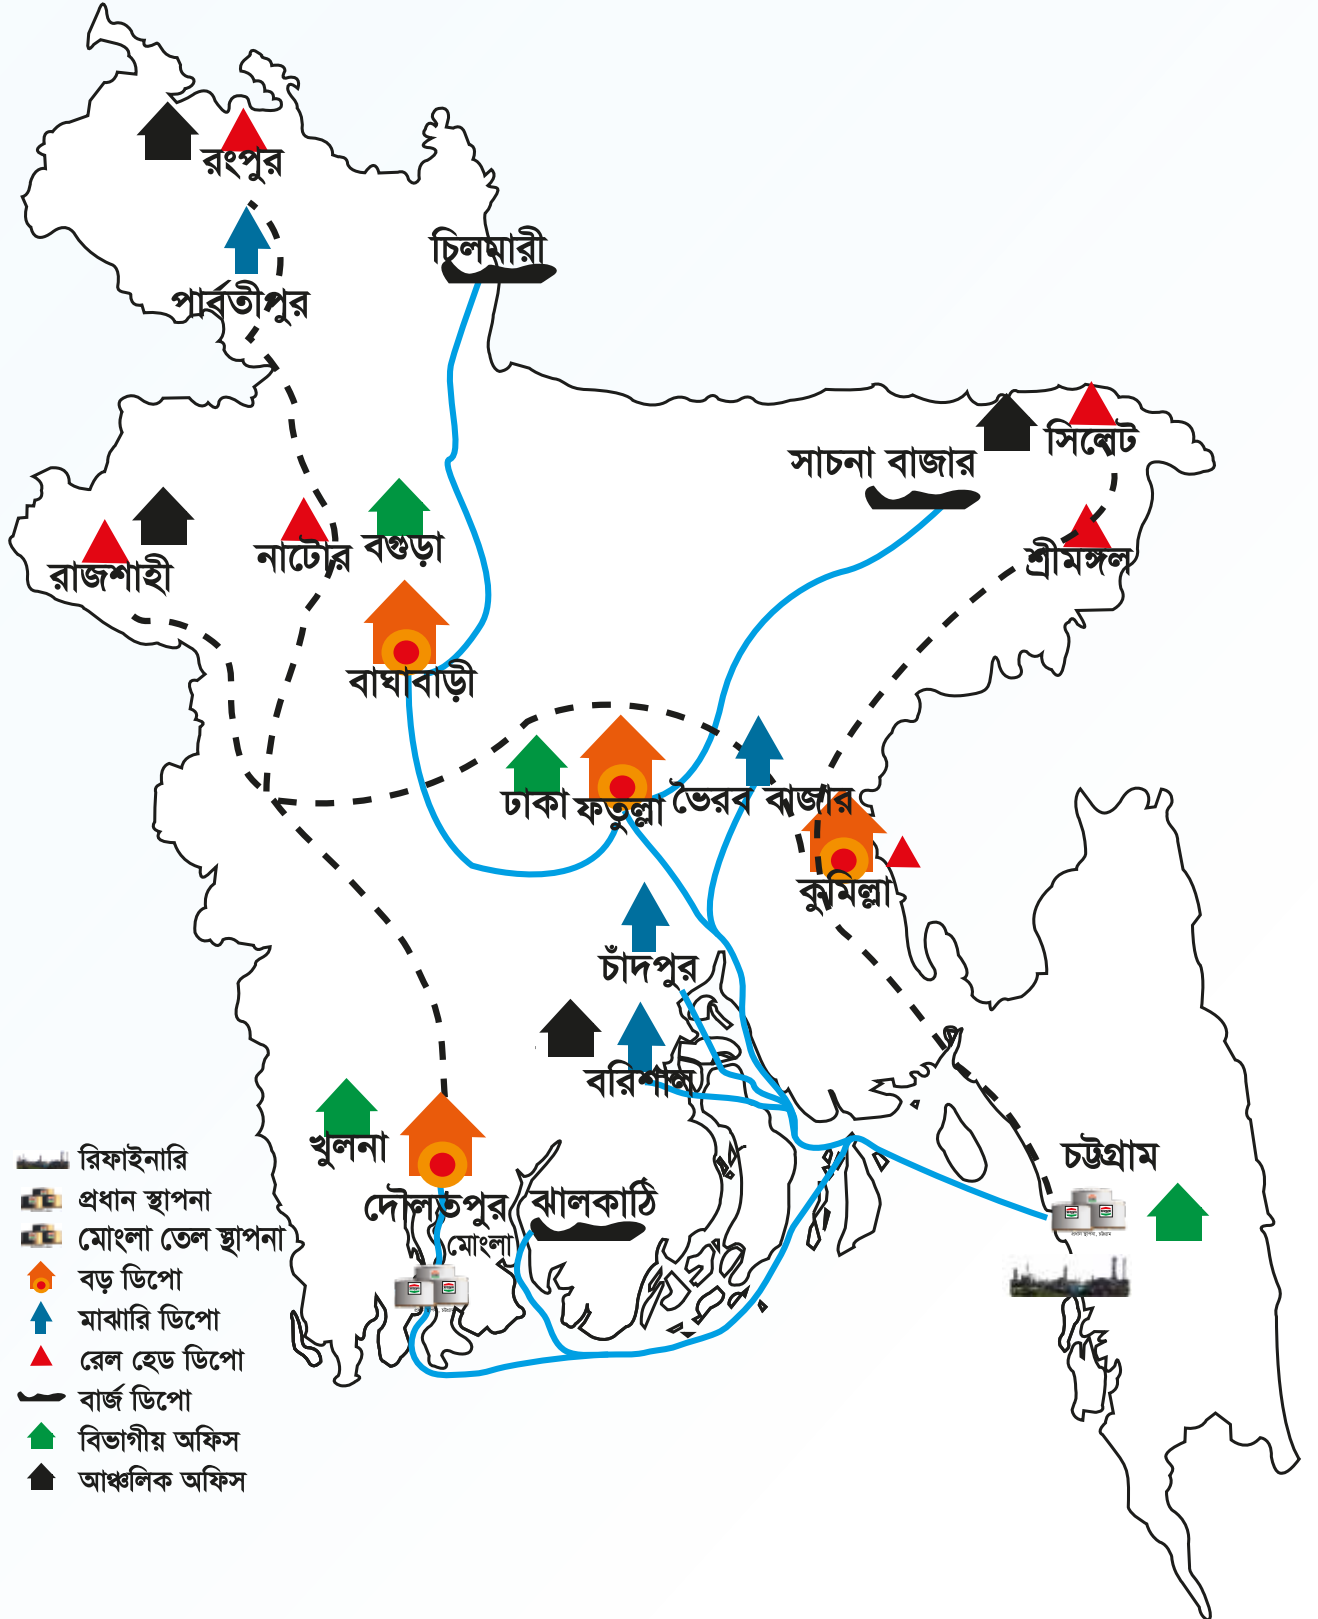 রংপুর
পার্বতীপুর
চিলমারী
সিলেট
সাচনা বাজার
শ্রীমঙ্গল
রাজশাহী
নাটোর
বগুড়া
বাঘাবাড়ী
ঢাকা
ফতুল্লা
ভৈরব বাজার
কুমিল্লা
চাঁদপুর
বরিশাল
খুলনা
দৌলতপুর
ঝালকাঠি
মোংলা
চট্টগ্রাম
রিফাইনারি
প্রধান স্থাপনা
মোংলা তেল স্থাপনা
বড় ডিপো
মাঝারি ডিপো
রেল হেড ডিপো
বার্জ ডিপো
বিভাগীয় অফিস
আঞ্চলিক অফিস